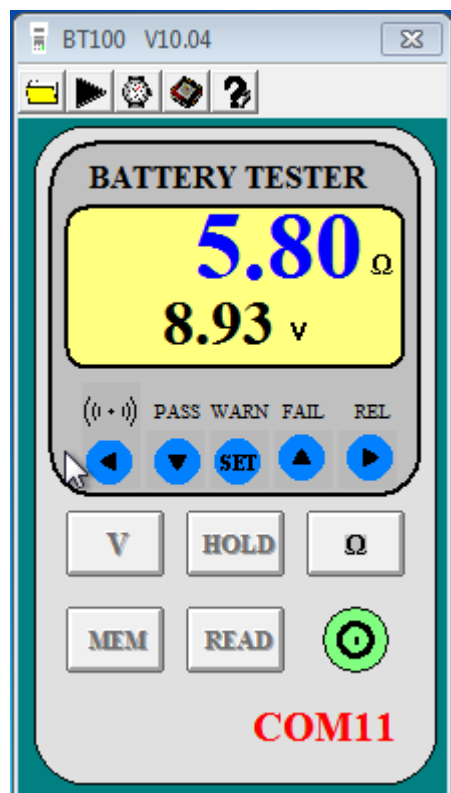 BT100 V10.04
BATTERY TESTER
5.80 Ω
8.93 V
PASS WARN FAIL REL
SET
V HOLD Ω
MEM READ
COM11